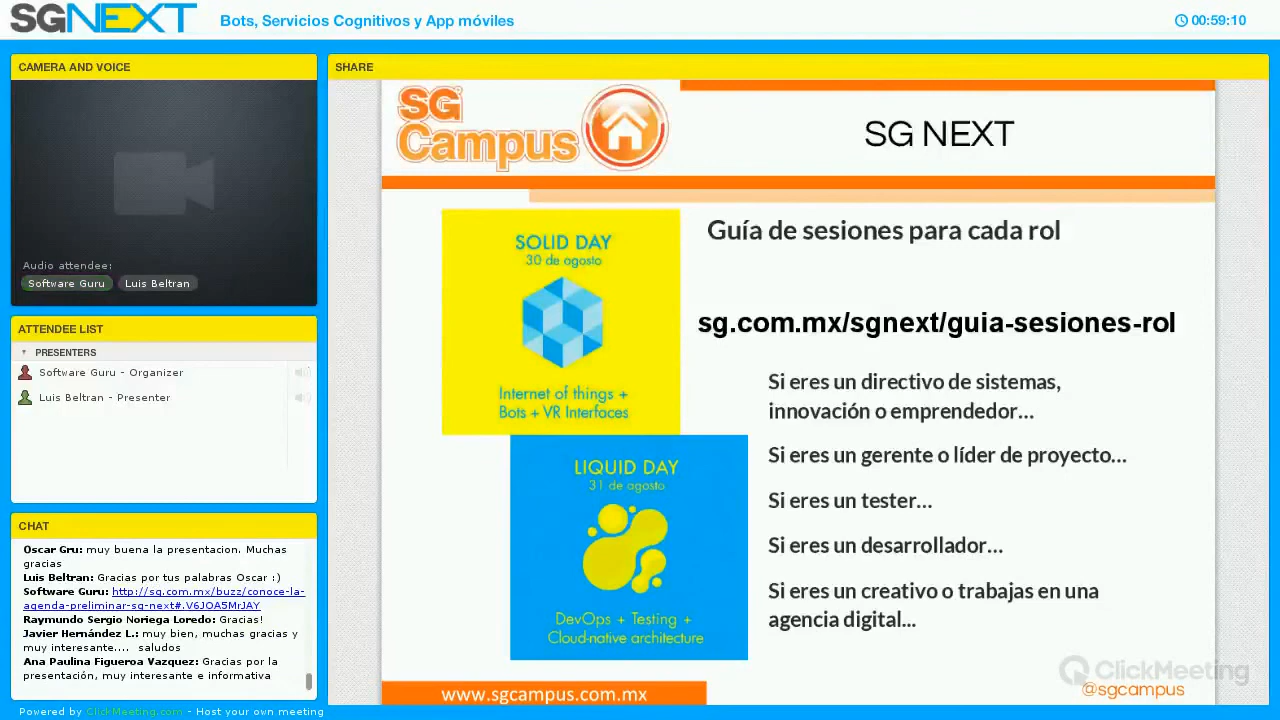 SGNEXT
Bots, Servicios Cognitivos y App móviles
00:59:10
CAMERA AND VOICE
Audio attendee:
Software Guru
Luis Beltran
ATTENDEE LIST
PRESENTERS
Software Guru - Organizer
Luis Beltran - Presenter
CHAT
Oscar Gru: muy buena la presentacion. Muchas
gracias
Luis Beltran: Gracias por tus palabras Oscar :)
Software Guru: http://sg.com.mx/buzz/conoce-la-
agenda-preliminar-sg-next#.V6JOA5MrJAY
Raymundo Sergio Noriega Loredo: Gracias!
Javier Hernández L.: muy bien, muchas gracias y
muy interesante.... saludos
Ana Paulina Figueroa Vazquez: Gracias por la
presentación, muy interesante e informativa
SHARE
SG
Campus
SG NEXT
SOLID DAY
30 de agosto
Internet of things +
Bots + VR Interfaces
LIQUID DAY
31 de agosto
DevOps + Testing +
Cloud-native architecture
Guía de sesiones para cada rol
sg.com.mx/sgnext/guia-sesiones-rol
Si eres un directivo de sistemas,
innovación o emprendedor...
Si eres un gerente o líder de proyecto...
Si eres un tester...
Si eres un desarrollador...
Si eres un creativo o trabajas en una
agencia digital...
www.sgcampus.com.mx
ClickMeeting
@sgcampus
Powered by ClickMeeting.com - Host your own meeting